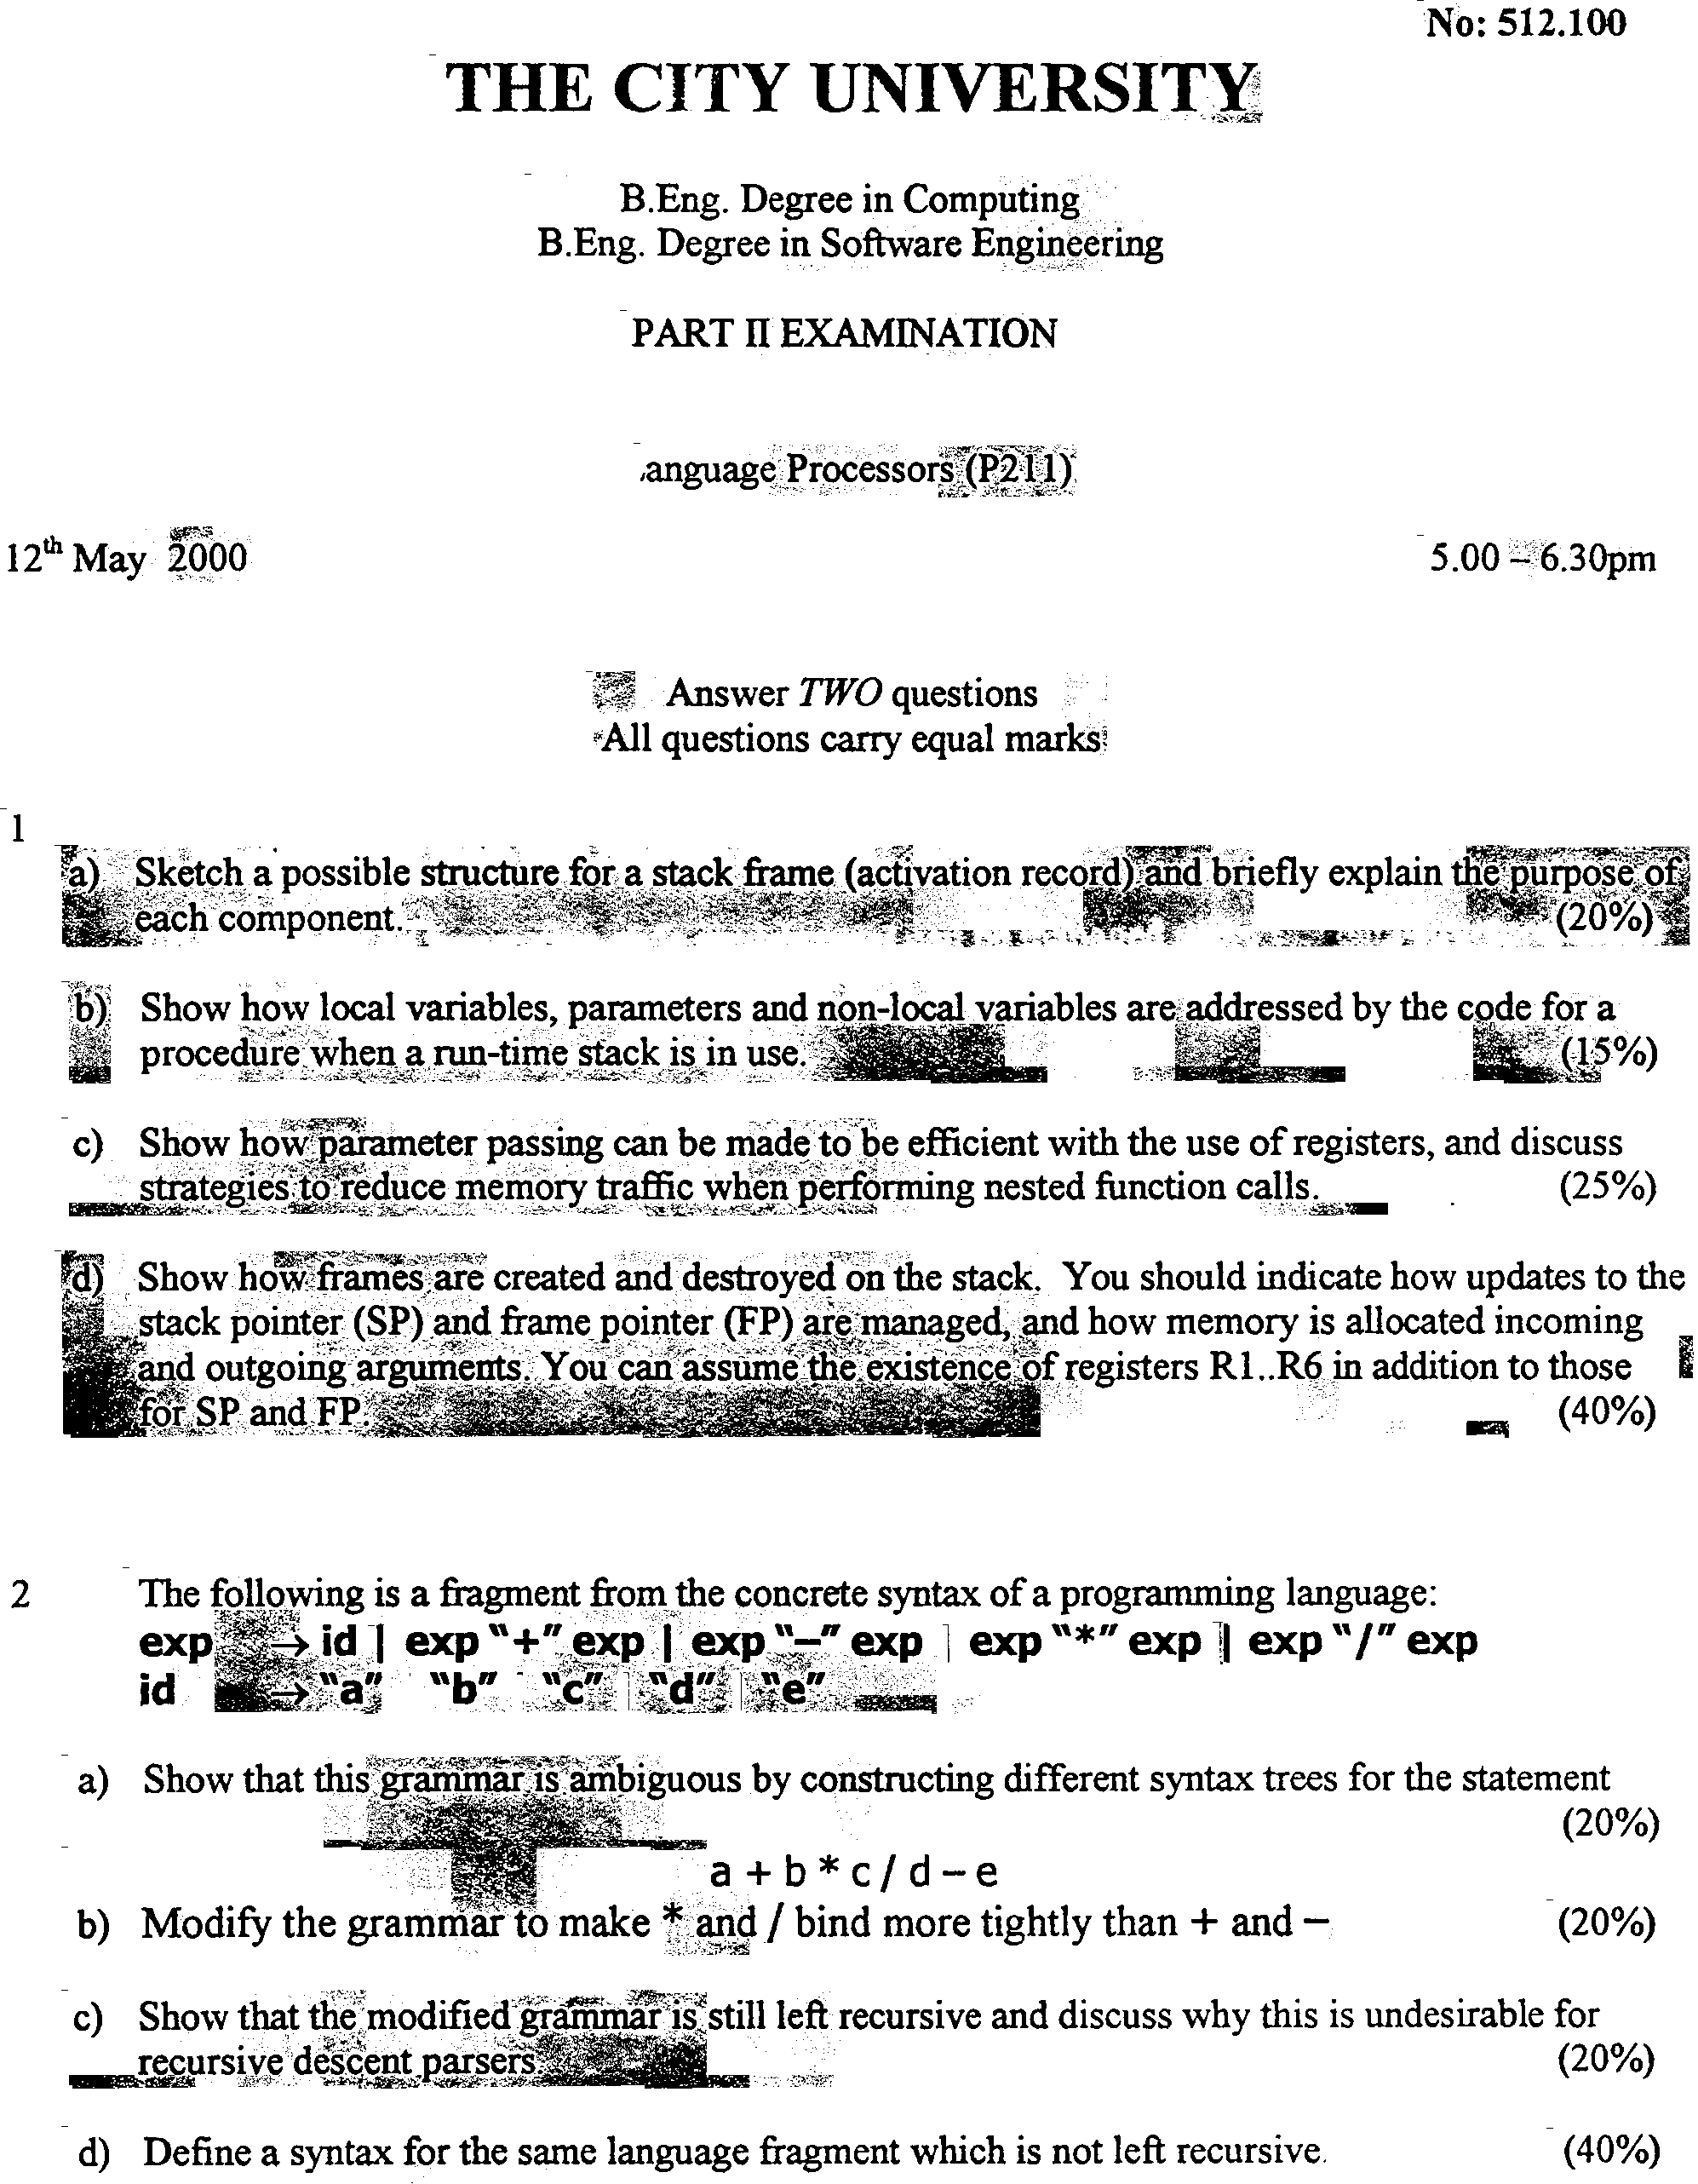 No: 512.100
THE CITY UNIVERSITY
B.Eng. Degree in Computing
B.Eng. Degree in Software Engineering
PART II EXAMINATION
anguage Processors (P211)
12th May 2000 5.00 – 6.30pm
Answer TWO questions
All questions carry equal marks
1
a) Sketch a possible structure for a stack frame (activation record) and briefly explain the purpose of
each component. (20%)
b) Show how local variables, parameters and non-local variables are addressed by the code for a
procedure when a run-time stack is in use. (15%)
c) Show how parameter passing can be made to be efficient with the use of registers, and discuss
strategies to reduce memory traffic when performing nested function calls. (25%)
d) Show how frames are created and destroyed on the stack. You should indicate how updates to the
stack pointer (SP) and frame pointer (FP) are managed, and how memory is allocated incoming
and outgoing arguments. You can assume the existence of registers R1..R6 in addition to those
for SP and FP. (40%)
2 The following is a fragment from the concrete syntax of a programming language:
exp → id | exp "+" exp | exp "–" exp | exp "*" exp | exp "/" exp
id → "a" "b" "c" | "d" | "e"
a) Show that this grammar is ambiguous by constructing different syntax trees for the statement
(20%)
a + b * c / d – e
b) Modify the grammar to make * and / bind more tightly than + and – (20%)
c) Show that the modified grammar is still left recursive and discuss why this is undesirable for
recursive descent parsers. (20%)
d) Define a syntax for the same language fragment which is not left recursive. (40%)